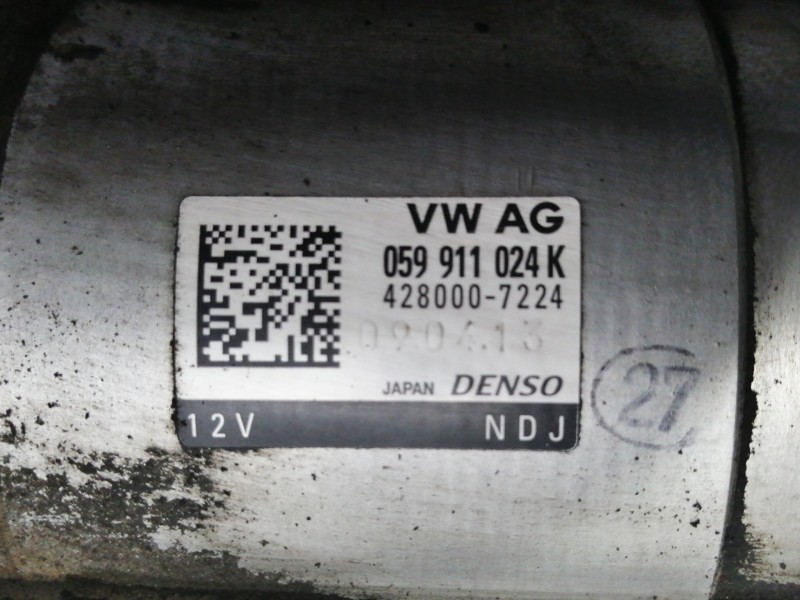 VW AG
059 911 024 K
428000-7224
090413
JAPAN DENSO
12V NDJ
27